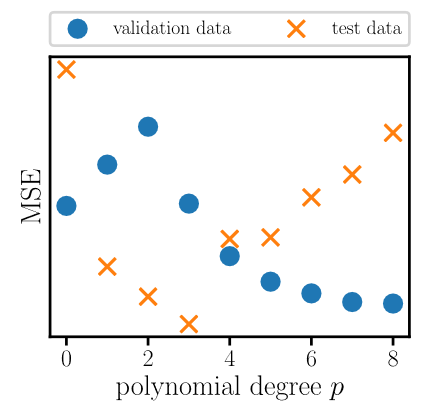 validation data test data
MSE
0 2 4 6 8
polynomial degree p